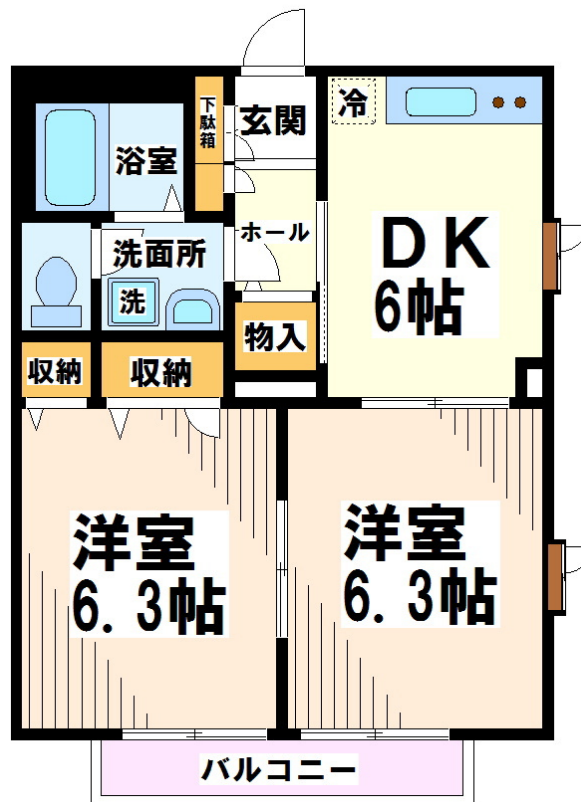 下駄箱
玄関
冷
浴室
ホール
DK
6帖
洗面所
洗
物入
収納
収納
洋室
6.3帖
洋室
6.3帖
バルコニー